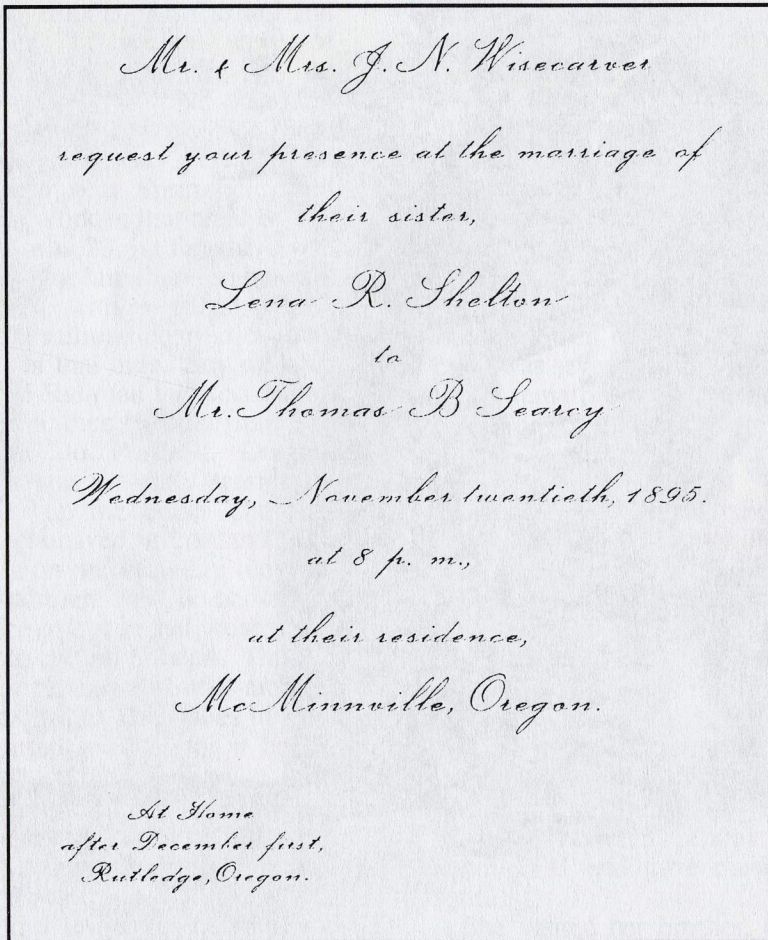 Mr. & Mrs. J. N. Wisecarver
request your presence at the marriage of
their sister,
Lena R. Shelton
to
Mr. Thomas B Searcy
Wednesday, November twentieth, 1895.
at 8 p. m.,
at their residence,
McMinnville, Oregon.
At Home
after December first,
Rutledge, Oregon.